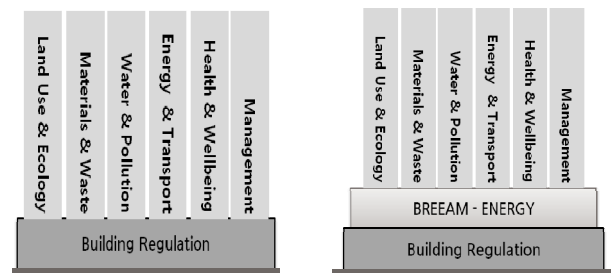 Land Use & Ecology
Materials & Waste
Water & Pollution
Energy & Transport
Health & Wellbeing
Management
Building Regulation
Land Use & Ecology
Materials & Waste
Water & Pollution
Energy & Transport
Health & Wellbeing
Management
BREEAM - ENERGY
Building Regulation